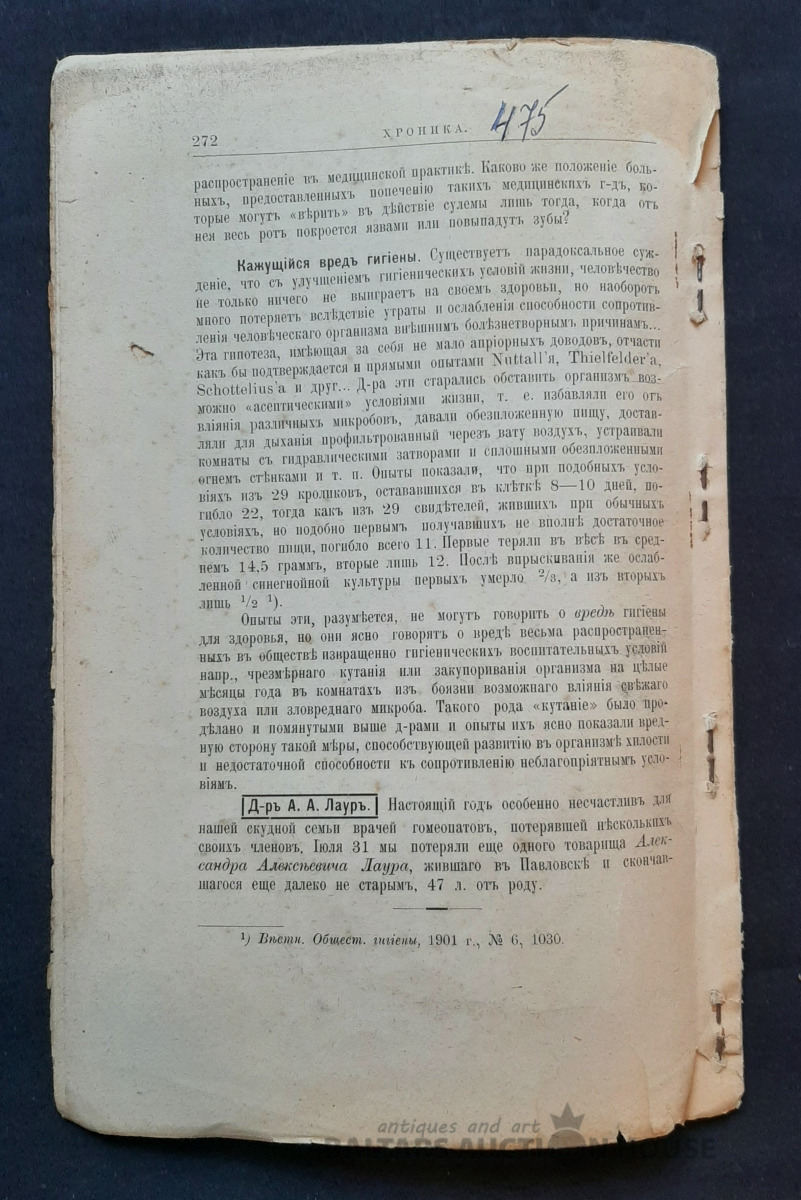 272
ХРОНИКА.
475
распространеніе въ медицинской практикѣ. Каково же положеніе боль-
ныхъ, предоставленныхъ попеченію такихъ медицинскихъ г-дъ, ко-
торые могутъ «вѣрить» въ дѣйствіе сулемы лишь тогда, когда отъ
нея весь ротъ покроется язвами или повыпадутъ зубы?
Кажущійся вредъ гигіены. Существуетъ парадоксальное суж-
деніе, что съ улучшеніемъ гигіеническихъ условій жизни, человѣчество
не только ничего не выиграетъ на своемъ здоровьи, но наоборотъ
много потеряетъ вслѣдствіе утраты и ослабленія способности сопротив-
ленія человѣческаго организма внѣшнимъ болѣзнетворнымъ причинамъ...
Эта гипотеза, имѣющая за себя не мало апріорныхъ доводовъ, отчасти
какъ бы подтверждается и прямыми опытами Nuttall'я, Thielfelder'а,
Schottelius'а и друг... Д-ра эти старались обставить организмъ воз-
можно «асептическими» условіями жизни, т. е. избавляли его отъ
вліянія различныхъ микробовъ, давали обезпложенную пищу, достав-
ляли для дыханія профильтрованный черезъ вату воздухъ, устраивали
комнаты съ гидравлическими затворами и сплошными обезпложенными
огнемъ стѣнками и т. п. Опыты показали, что при подобныхъ усло-
віяхъ изъ 29 кроликовъ, остававшихся въ клѣткѣ 8—10 дней, по-
гибло 22, тогда какъ изъ 29 свидѣтелей, жившихъ при обычныхъ
условіяхъ, но подобно первымъ получавшихъ не вполнѣ достаточное
количество пищи, погибло всего 11. Первые теряли въ вѣсѣ въ сред-
немъ 14,5 граммъ, вторые лишь 12. Послѣ впрыскиванія же ослаб-
ленной синегнойной культуры первыхъ умерло 2/3, а изъ вторыхъ
лишь 1/2 ¹).
Опыты эти, разумѣется, не могутъ говорить о вредѣ гигіены
для здоровья, но они ясно говорятъ о вредѣ весьма распространен-
ныхъ въ обществѣ извращенно гигіеническихъ воспитательныхъ условій
напр., чрезмѣрнаго кутанія или закупориванія организма на цѣлые
мѣсяцы года въ комнатахъ изъ боязни возможнаго вліянія свѣжаго
воздуха или зловреднаго микроба. Такого рода «кутаніе» было про-
дѣлано и помянутыми выше д-рами и опыты ихъ ясно показали вред-
ную сторону такой мѣры, способствующей развитію въ организмѣ хилости
и недостаточной способности къ сопротивленію неблагопріятнымъ усло-
віямъ.
Д-ръ А. А. Лауръ. Настоящій годъ особенно несчастливъ для
нашей скудной семьи врачей гомеопатовъ, потерявшей нѣсколькихъ
своихъ членовъ. Іюля 31 мы потеряли еще одного товарища Алек-
сандра Алексѣевича Лаура, жившаго въ Павловскѣ и скончав-
шагося еще далеко не старымъ, 47 л. отъ роду.
¹) Вѣстн. Общест. гигіены, 1901 г., № 6, 1030.
antiques and art
BALTARS AUCTION HOUSE